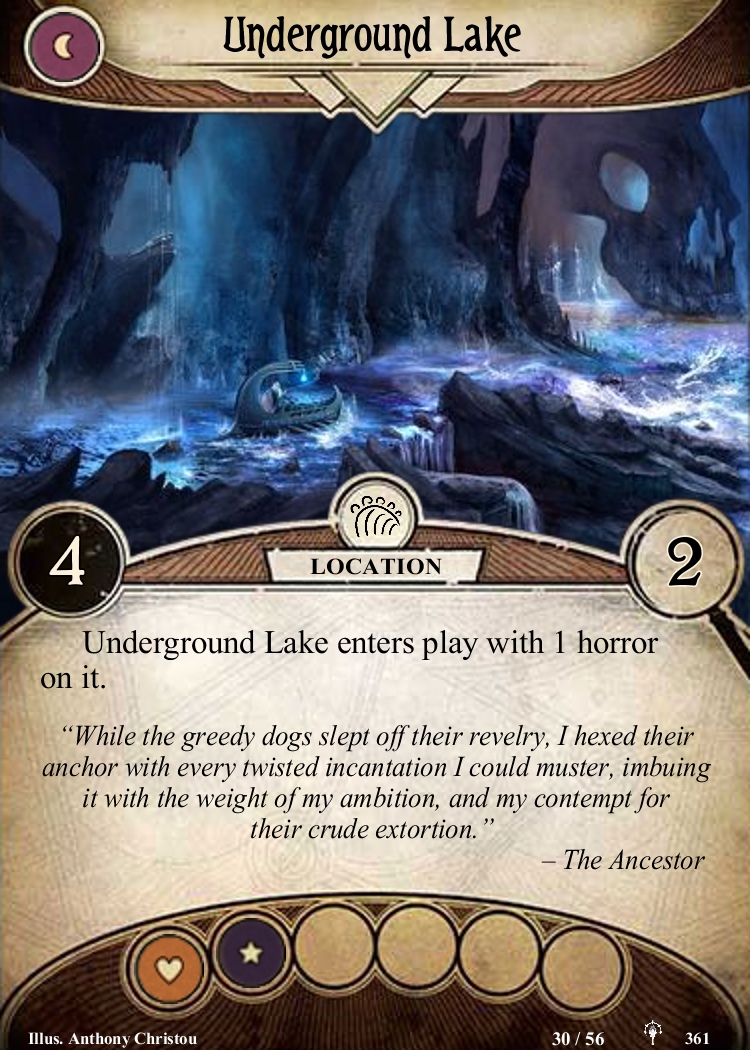 Underground Lake
4
LOCATION
2
Underground Lake enters play with 1 horror
on it.
“While the greedy dogs slept off their revelry, I hexed their
anchor with every twisted incantation I could muster, imbuing
it with the weight of my ambition, and my contempt for
their crude extortion.”
– The Ancestor
Illus. Anthony Christou
30 / 56
361